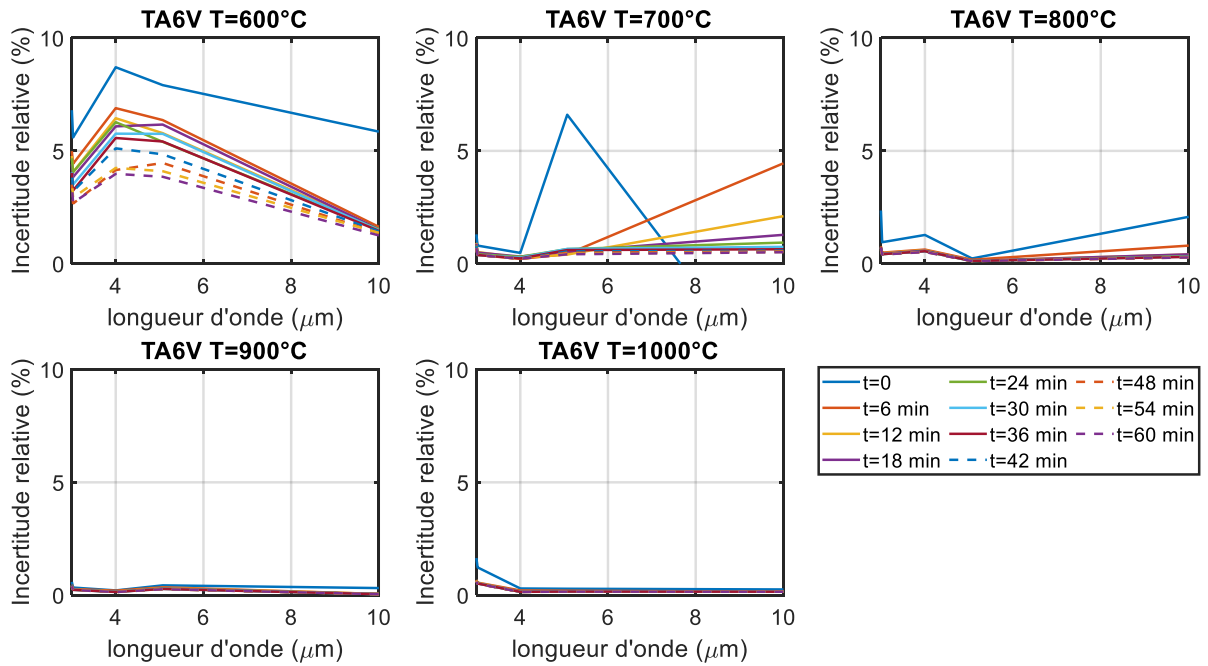 TA6V T=600°C
Incertitude relative (%)
10
5
0
4
6
8
10
longueur d'onde (μm)
TA6V T=700°C
Incertitude relative (%)
10
5
0
4
6
8
10
longueur d'onde (μm)
TA6V T=800°C
Incertitude relative (%)
10
5
0
4
6
8
10
longueur d'onde (μm)
TA6V T=900°C
Incertitude relative (%)
10
5
0
4
6
8
10
longueur d'onde (μm)
TA6V T=1000°C
Incertitude relative (%)
10
5
0
4
6
8
10
longueur d'onde (μm)
t=0
t=6 min
t=12 min
t=18 min
t=24 min
t=30 min
t=36 min
t=42 min
t=48 min
t=54 min
t=60 min